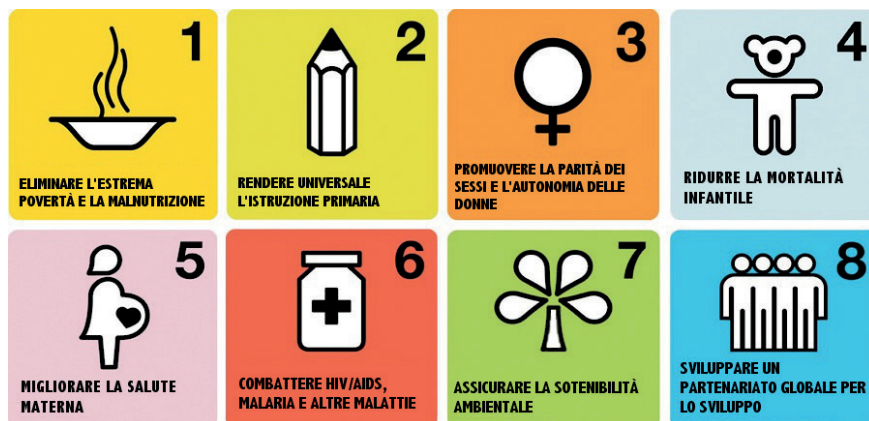 1
ELIMINARE L'ESTREMA
POVERTÀ E LA MALNUTRIZIONE
2
RENDERE UNIVERSALE
L'ISTRUZIONE PRIMARIA
3
PROMUOVERE LA PARITÀ DEI
SESSI E L'AUTONOMIA DELLE
DONNE
4
RIDURRE LA MORTALITÀ
INFANTILE
5
MIGLIORARE LA SALUTE
MATERNA
6
COMBATTERE HIV/AIDS,
MALARIA E ALTRE MALATTIE
7
ASSICURARE LA SOTENIBILITÀ
AMBIENTALE
8
SVILUPPARE UN
PARTENARIATO GLOBALE PER
LO SVILUPPO